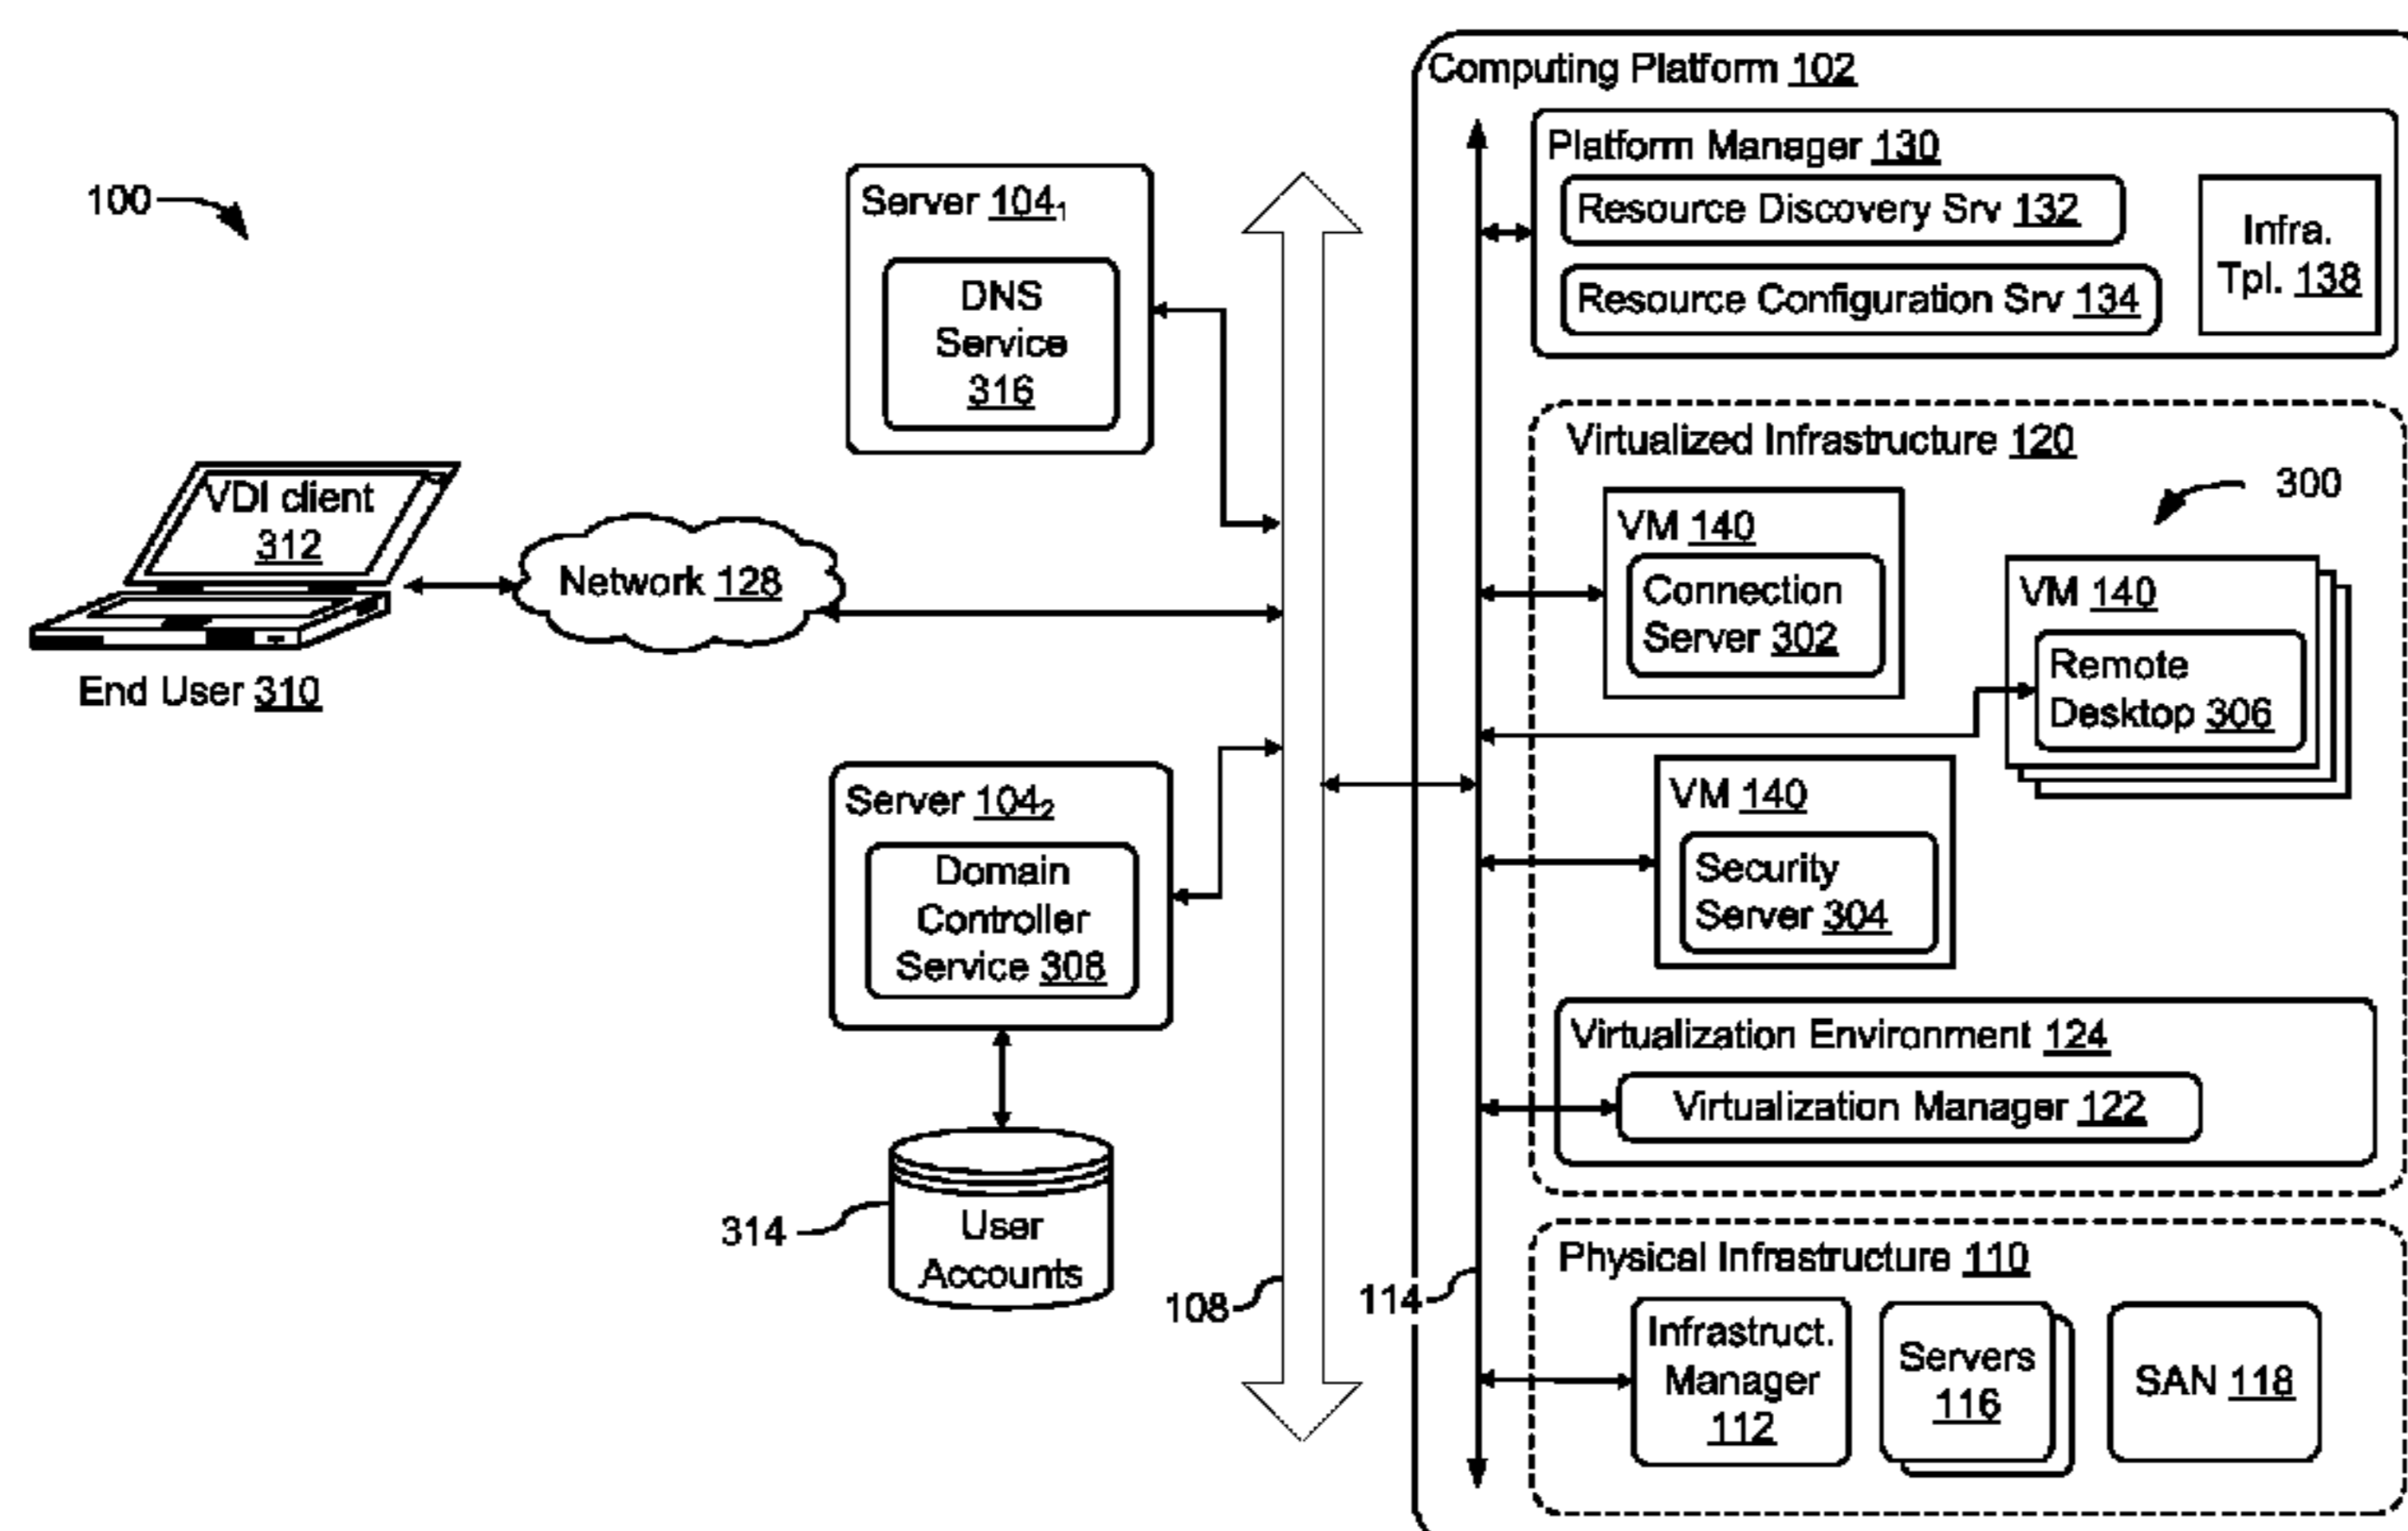 100
VDI client
312
End User 310
Network 128
Server 104₁
DNS
Service
316
Server 104₂
Domain
Controller
Service 308
314
User
Accounts
108
114
Computing Platform 102
Platform Manager 130
Resource Discovery Srv 132
Resource Configuration Srv 134
Infra.
Tpl. 138
Virtualized Infrastructure 120
300
VM 140
Connection
Server 302
VM 140
Remote
Desktop 306
VM 140
Security
Server 304
Virtualization Environment 124
Virtualization Manager 122
Physical Infrastructure 110
Infrastruct.
Manager
112
Servers
116
SAN 118